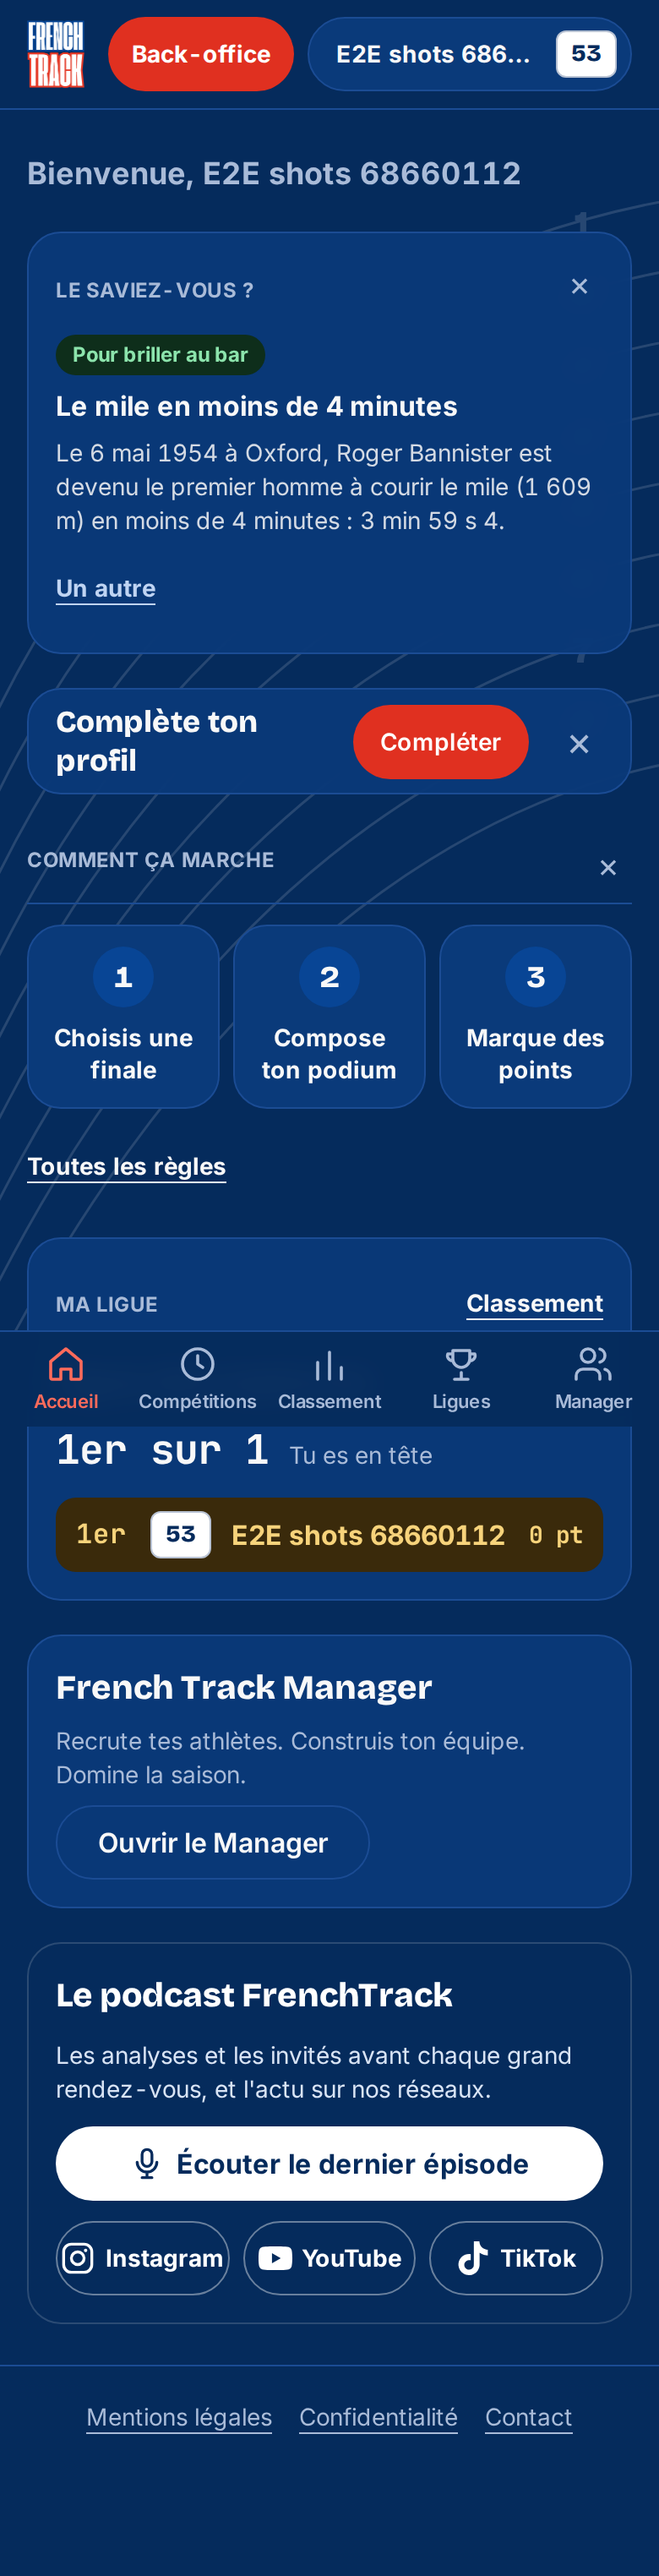 FRENCH
TRACK
Back-office
E2E shots 686...
53
Bienvenue, E2E shots 68660112
1
LE SAVIEZ-VOUS ?
Pour briller au bar
Le mile en moins de 4 minutes
Le 6 mai 1954 à Oxford, Roger Bannister est
devenu le premier homme à courir le mile (1 609
m) en moins de 4 minutes : 3 min 59 s 4.
Un autre
Complète ton
profil
Compléter
COMMENT ÇA MARCHE
1
Choisis une
finale
2
Compose
ton podium
3
Marque des
points
Toutes les règles
MA LIGUE
Classement
Accueil
Compétitions
Classement
Ligues
Manager
1er sur 1 Tu es en tête
1er 53 E2E shots 68660112 0 pt
French Track Manager
Recrute tes athlètes. Construis ton équipe.
Domine la saison.
Ouvrir le Manager
Le podcast FrenchTrack
Les analyses et les invités avant chaque grand
rendez-vous, et l'actu sur nos réseaux.
Écouter le dernier épisode
Instagram
YouTube
TikTok
Mentions légales
Confidentialité
Contact